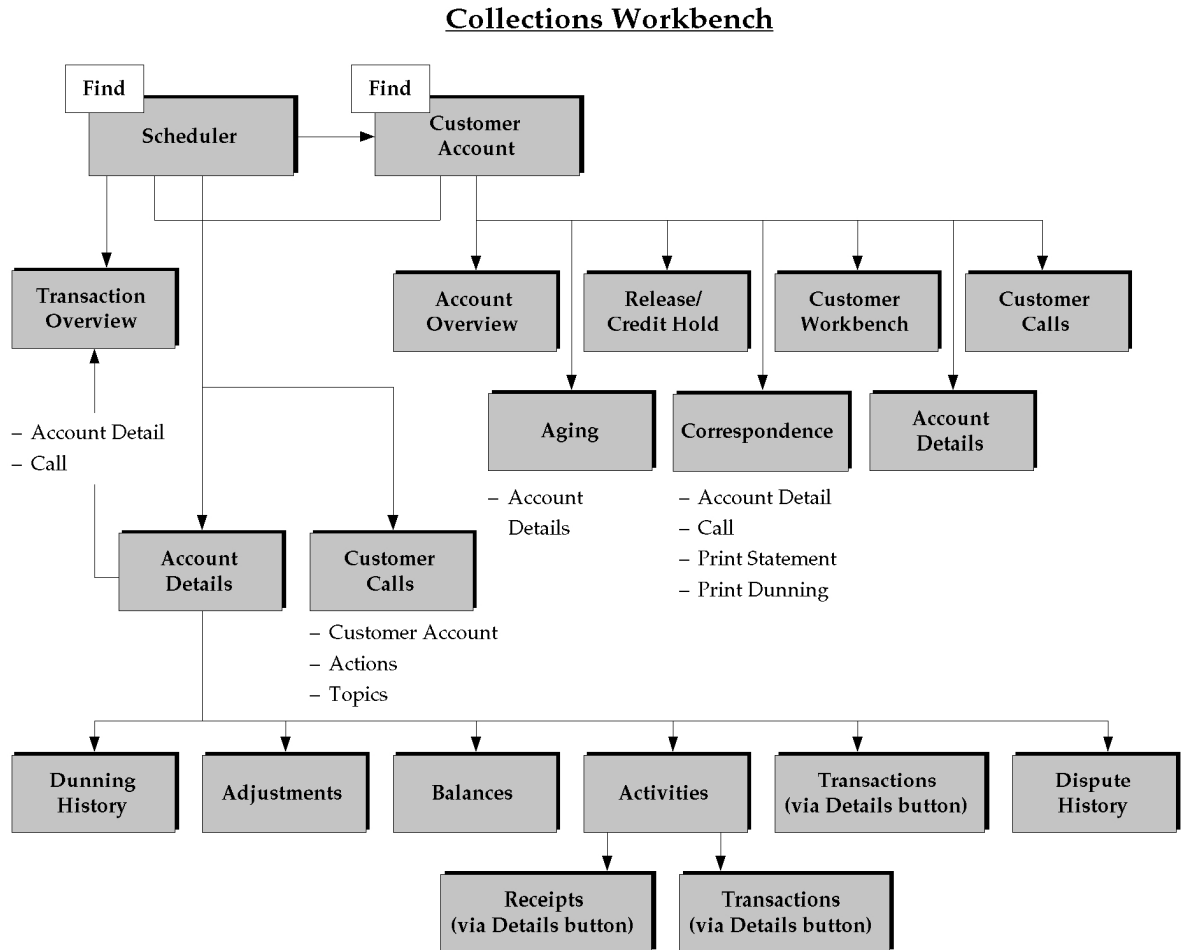 Collections Workbench
Find
Scheduler
Find
Customer
Account
Transaction
Overview
Account
Overview
Release/
Credit Hold
Customer
Workbench
Customer
Calls
– Account Detail
– Call
Aging
– Account
Details
Correspondence
– Account Detail
– Call
– Print Statement
– Print Dunning
Account
Details
Account
Details
Customer
Calls
– Customer Account
– Actions
– Topics
Dunning
History
Adjustments
Balances
Activities
Transactions
(via Details button)
Dispute
History
Receipts
(via Details button)
Transactions
(via Details button)